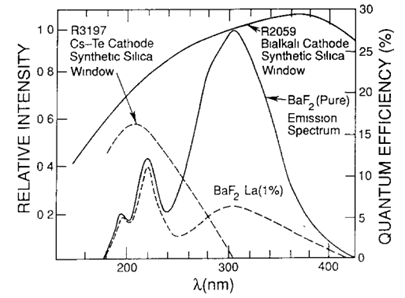 R3197
Cs-Te Cathode
Synthetic Silica
Window
R2059
Bialkali Cathode
Synthetic Silica
Window
BaF2 (Pure)
Emission
Spectrum
BaF2 La(1%)
RELATIVE INTENSITY
1.0
0.8
0.6
0.4
0.2
QUANTUM EFFICIENCY (%)
30
25
20
15
10
5
0
200
300
400
λ(nm)